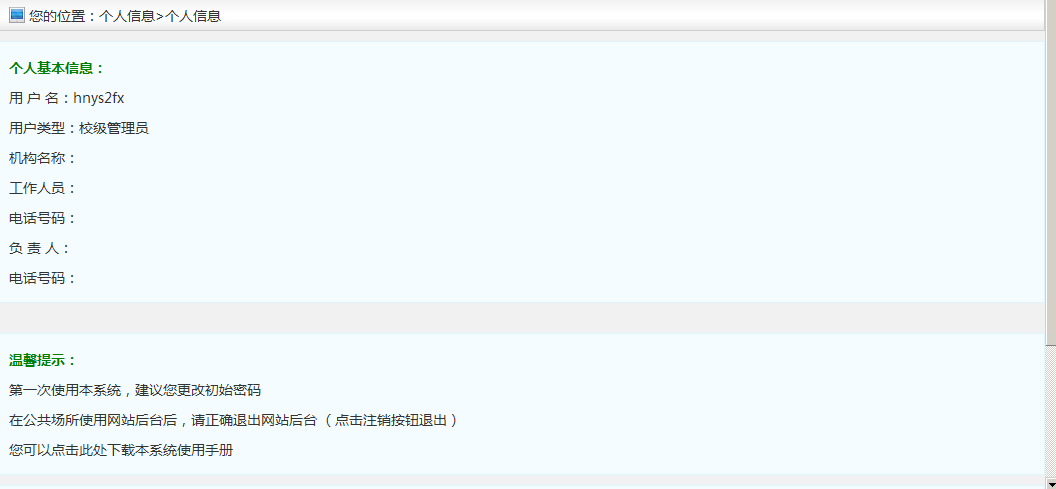 您的位置：个人信息>个人信息
个人基本信息：
用 户 名：hnys2fx
用户类型：校级管理员
机构名称：
工作人员：
电话号码：
负 责 人：
电话号码：
温馨提示：
第一次使用本系统，建议您更改初始密码
在公共场所使用网站后台后，请正确退出网站后台（点击注销按钮退出）
您可以点击此处下载本系统使用手册